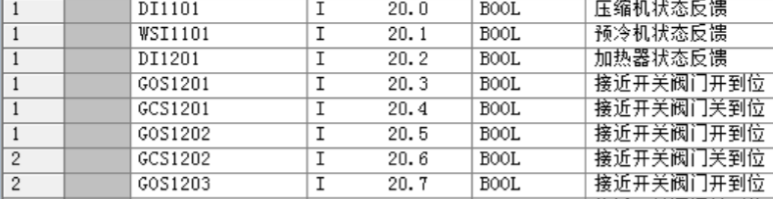 1 DI1101 I 20.0 BOOL 压缩机状态反馈
1 WSI1101 I 20.1 BOOL 预冷机状态反馈
1 DI1201 I 20.2 BOOL 加热器状态反馈
1 GOS1201 I 20.3 BOOL 接近开关阀门开到位
1 GCS1201 I 20.4 BOOL 接近开关阀门关到位
1 GOS1202 I 20.5 BOOL 接近开关阀门开到位
2 GCS1202 I 20.6 BOOL 接近开关阀门关到位
2 GOS1203 I 20.7 BOOL 接近开关阀门开到位